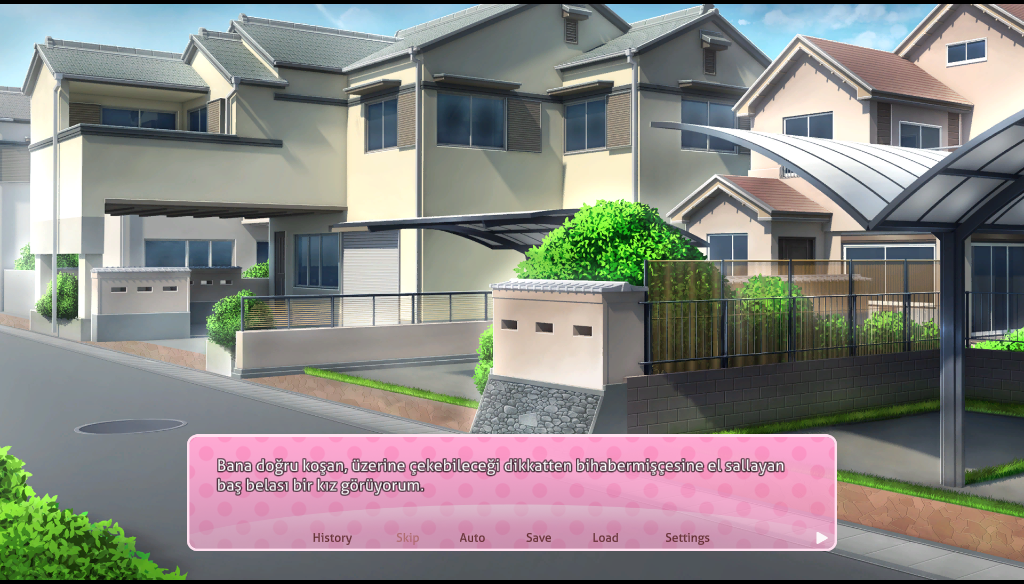 Bana doğru koşan, üzerine çekebileceği dikkatten bihabermişçesine el sallayan
baş belası bir kız görüyorum.
History Skip Auto Save Load Settings